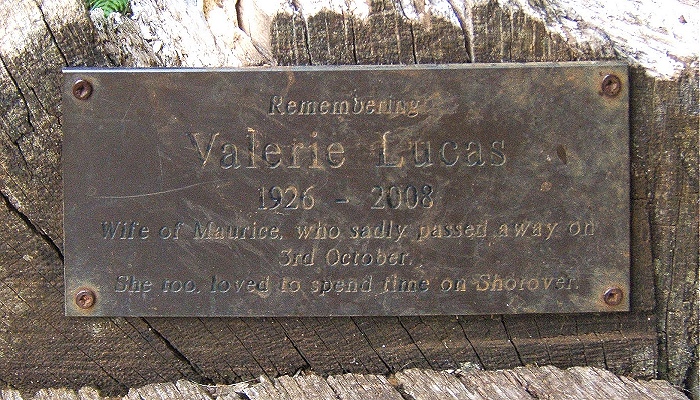 Remembering
Valerie Lucas
1926 - 2008
Wife of Maurice, who sadly passed away on
3rd October.
She too, loved to spend time on Shotover.